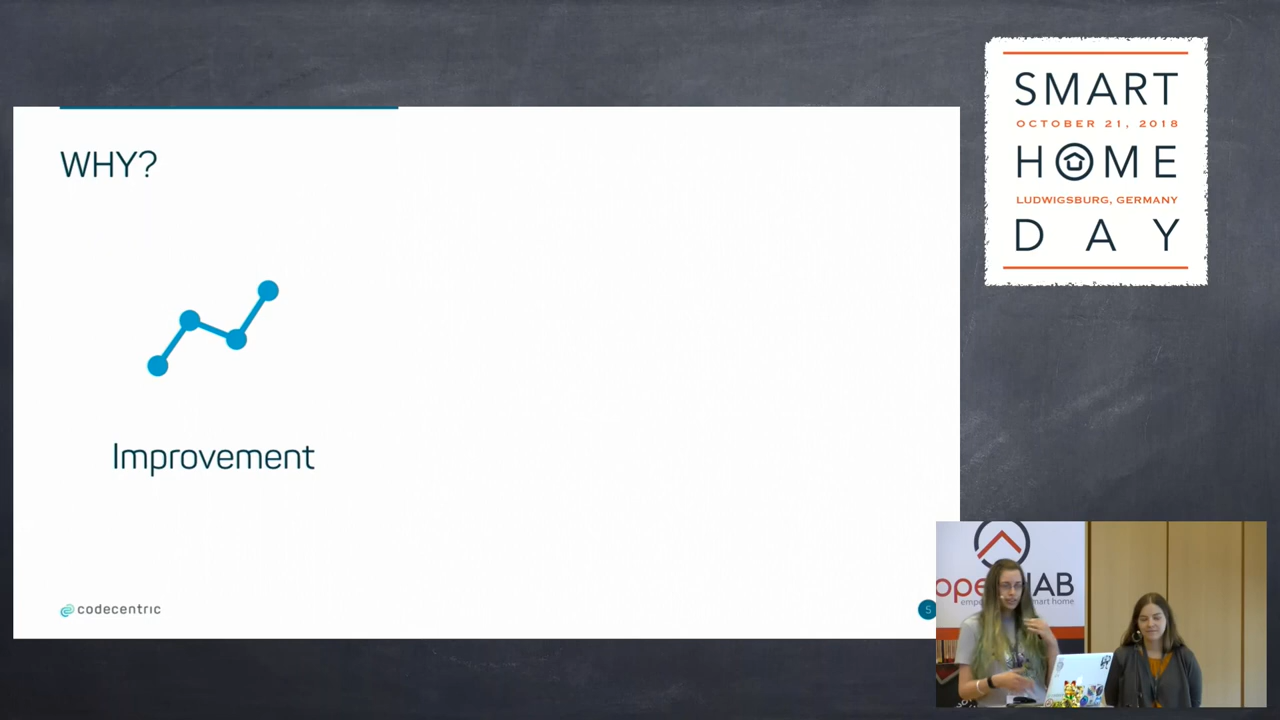 WHY?
Improvement
codecentric
5
SMART
OCTOBER 21, 2018
HOME
LUDWIGSBURG, GERMANY
DAY